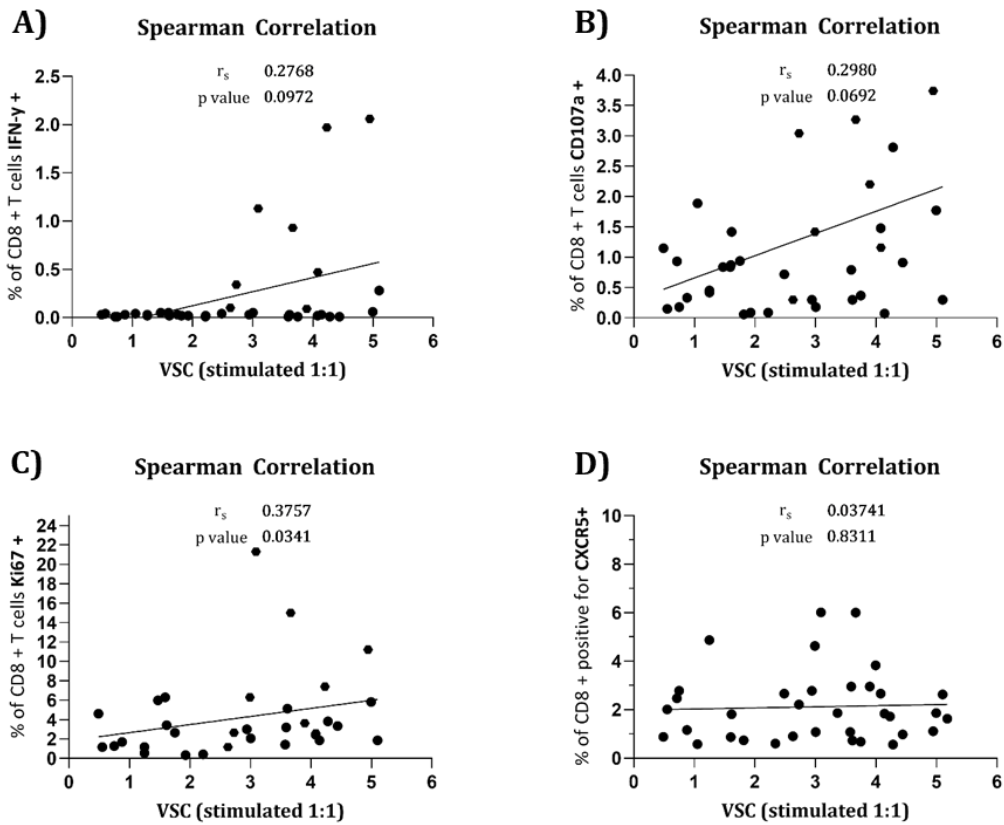 A)
Spearman Correlation
rs 0.2768
p value 0.0972
% of CD8 + T cells IFN-y +
2.5
2.0
1.5
1.0
0.5
0.0
0 1 2 3 4 5 6
VSC (stimulated 1:1)
B)
Spearman Correlation
rs 0.2980
p value 0.0692
% of CD8 + T cells CD107a +
4.0
3.5
3.0
2.5
2.0
1.5
1.0
0.5
0.0
0 1 2 3 4 5 6
VSC (stimulated 1:1)
C)
Spearman Correlation
rs 0.3757
p value 0.0341
% of CD8 + T cells Ki67 +
24
22
20
18
16
14
12
10
8
6
4
2
0
0 1 2 3 4 5 6
VSC (stimulated 1:1)
D)
Spearman Correlation
rs 0.03741
p value 0.8311
% of CD8 + positive for CXCR5+
10
8
6
4
2
0
0 1 2 3 4 5 6
VSC (stimulated 1:1)